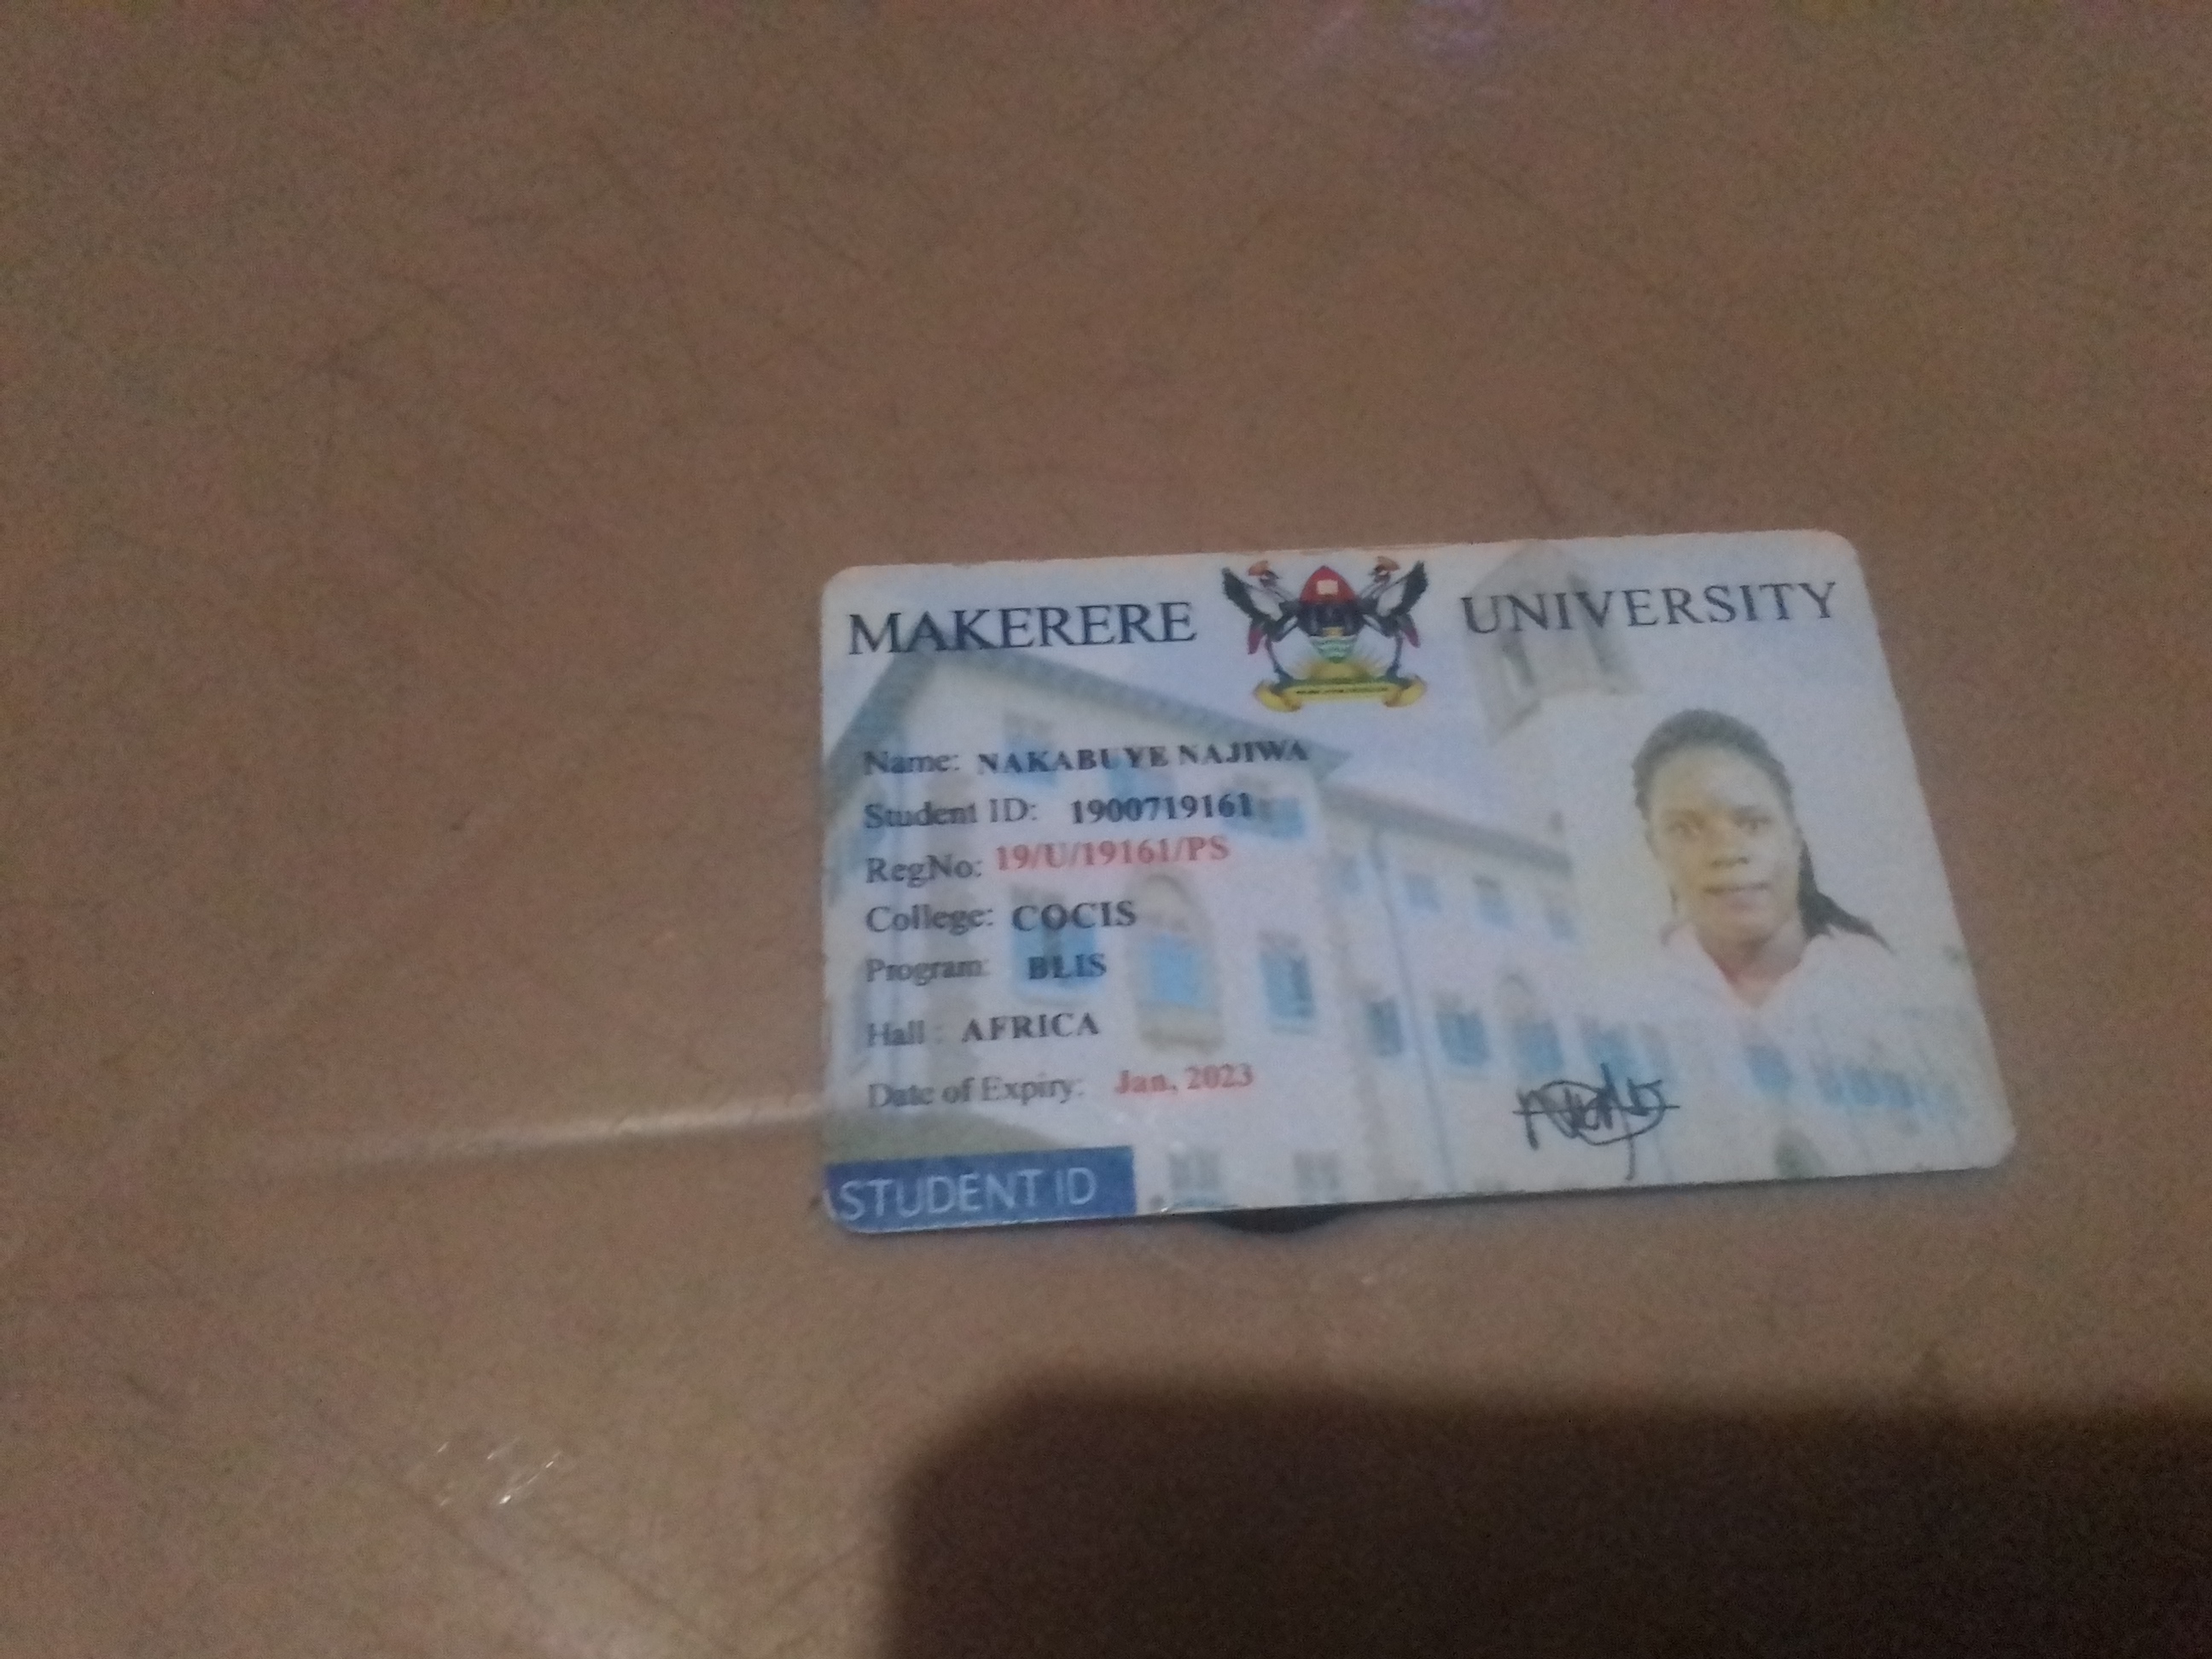 MAKERERE UNIVERSITY
Name: NAKABUYE NAJIWA
Student ID: 1900719161
RegNo: 19/U/19161/PS
College: COCIS
Program: BLIS
Hall : AFRICA
Date of Expiry: Jan, 2023
STUDENT ID